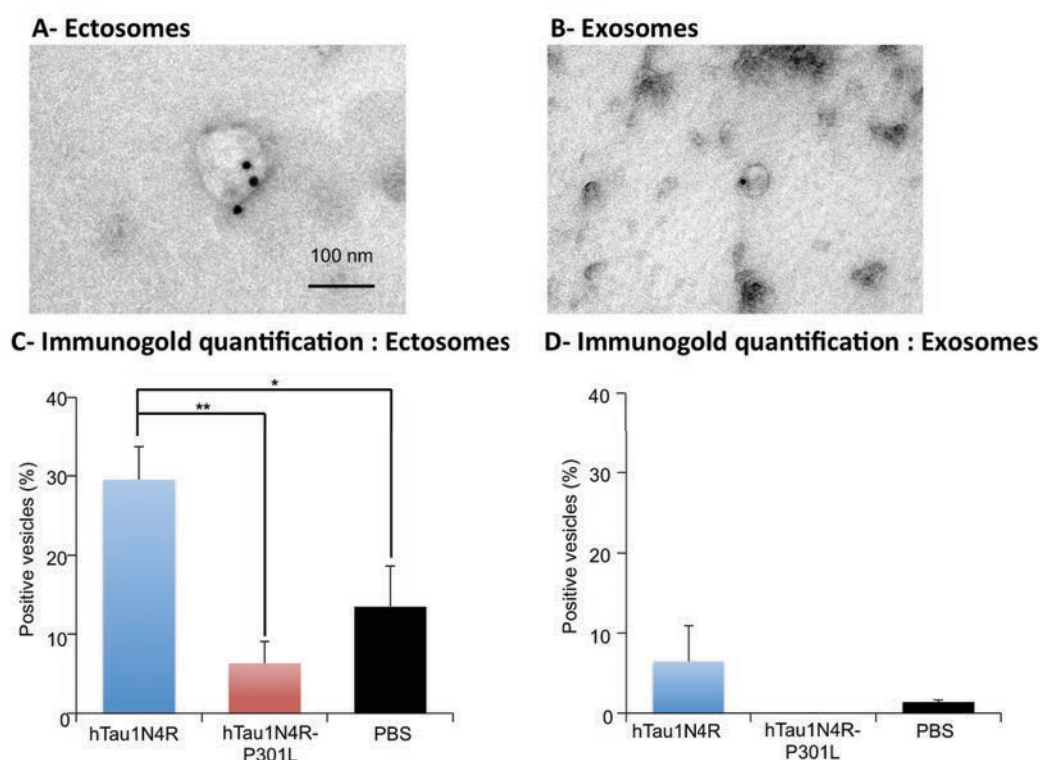 A- Ectosomes
B- Exosomes
100 nm
C- Immunogold quantification : Ectosomes
D- Immunogold quantification : Exosomes
Positive vesicles (%)
40
30
20
10
0
*
**
hTau1N4R
hTau1N4R-
P301L
PBS
Positive vesicles (%)
40
30
20
10
0
hTau1N4R
hTau1N4R-
P301L
PBS